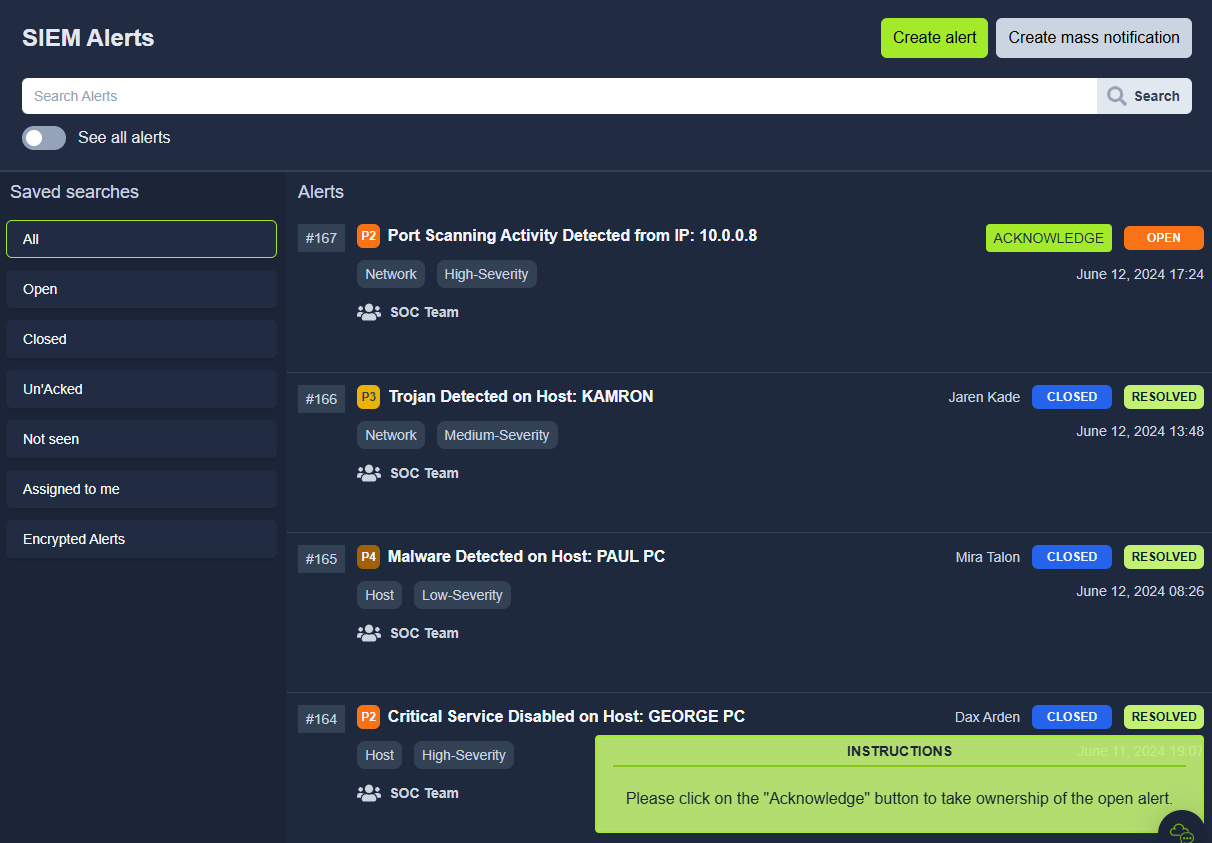 SIEM Alerts
Create alert
Create mass notification
Search Alerts
Search
See all alerts
Saved searches
All
Open
Closed
Un'Acked
Not seen
Assigned to me
Encrypted Alerts
Alerts
#167 P2 Port Scanning Activity Detected from IP: 10.0.0.8 ACKNOWLEDGE OPEN
Network High-Severity June 12, 2024 17:24
SOC Team
#166 P3 Trojan Detected on Host: KAMRON Jaren Kade CLOSED RESOLVED
Network Medium-Severity June 12, 2024 13:48
SOC Team
#165 P4 Malware Detected on Host: PAUL PC Mira Talon CLOSED RESOLVED
Host Low-Severity June 12, 2024 08:26
SOC Team
#164 P2 Critical Service Disabled on Host: GEORGE PC Dax Arden CLOSED RESOLVED
Host High-Severity June 11, 2024 19:07
SOC Team
INSTRUCTIONS
Please click on the "Acknowledge" button to take ownership of the open alert.